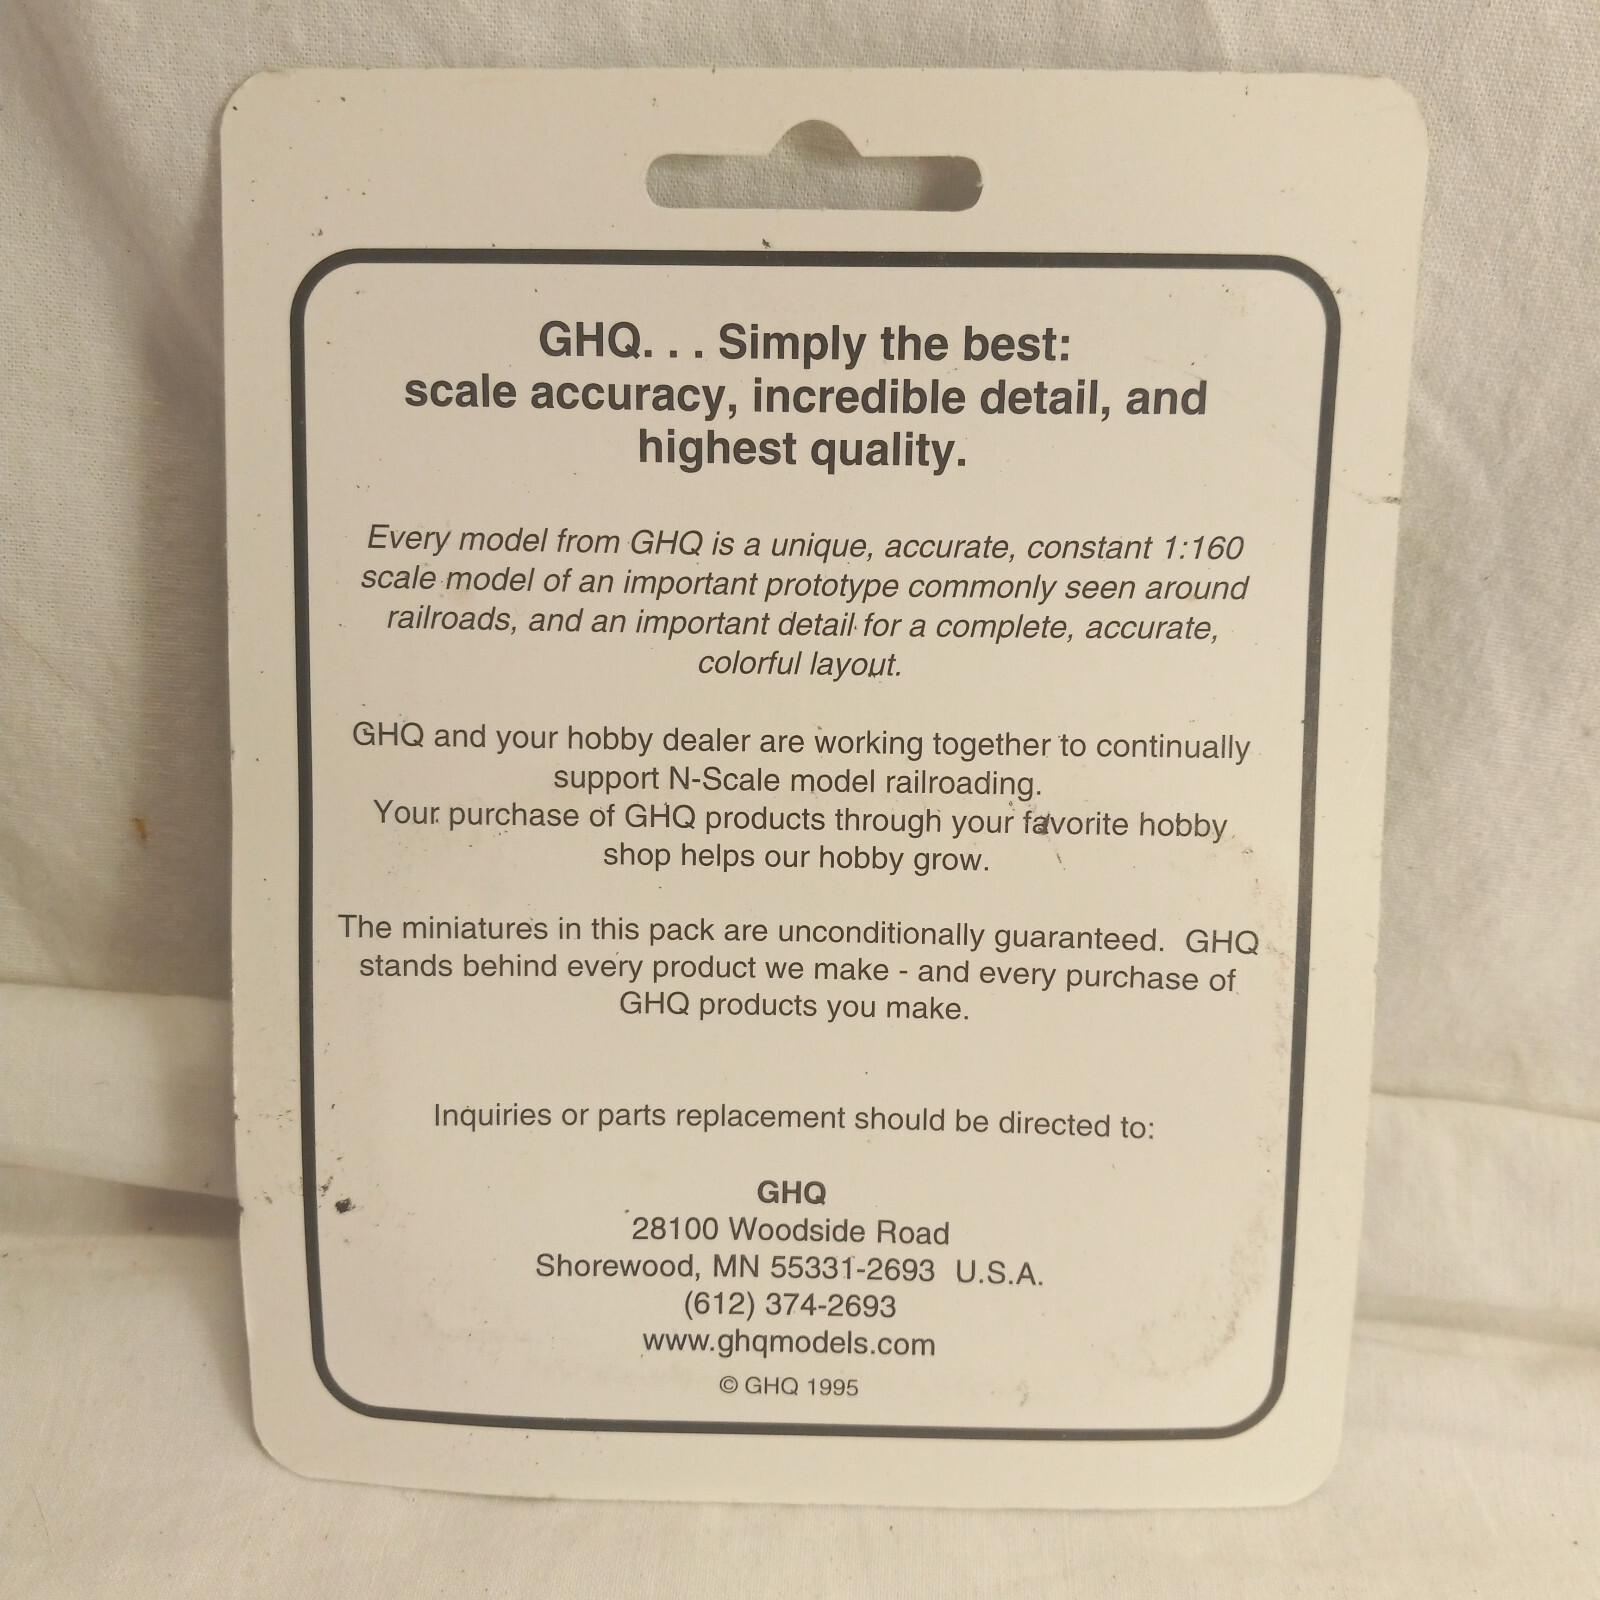 GHQ. . . Simply the best:
scale accuracy, incredible detail, and
highest quality.
Every model from GHQ is a unique, accurate, constant 1:160
scale model of an important prototype commonly seen around
railroads, and an important detail for a complete, accurate,
colorful layout.
GHQ and your hobby dealer are working together to continually
support N-Scale model railroading.
Your purchase of GHQ products through your favorite hobby
shop helps our hobby grow.
The miniatures in this pack are unconditionally guaranteed.  GHQ
stands behind every product we make - and every purchase of
GHQ products you make.
Inquiries or parts replacement should be directed to:
GHQ
28100 Woodside Road
Shorewood, MN 55331-2693  U.S.A.
(612) 374-2693
www.ghqmodels.com
© GHQ 1995